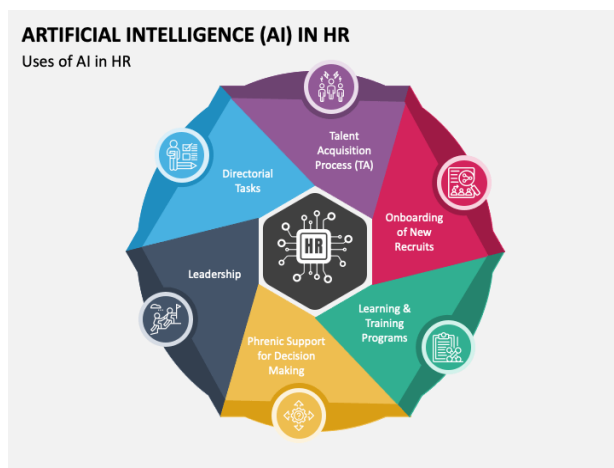 ARTIFICIAL INTELLIGENCE (AI) IN HR
Uses of AI in HR
Talent
Acquisition
Process (TA)
Onboarding
of New
Recruits
Learning &
Training
Programs
Phrenic Support
for Decision
Making
Leadership
Directorial
Tasks
HR